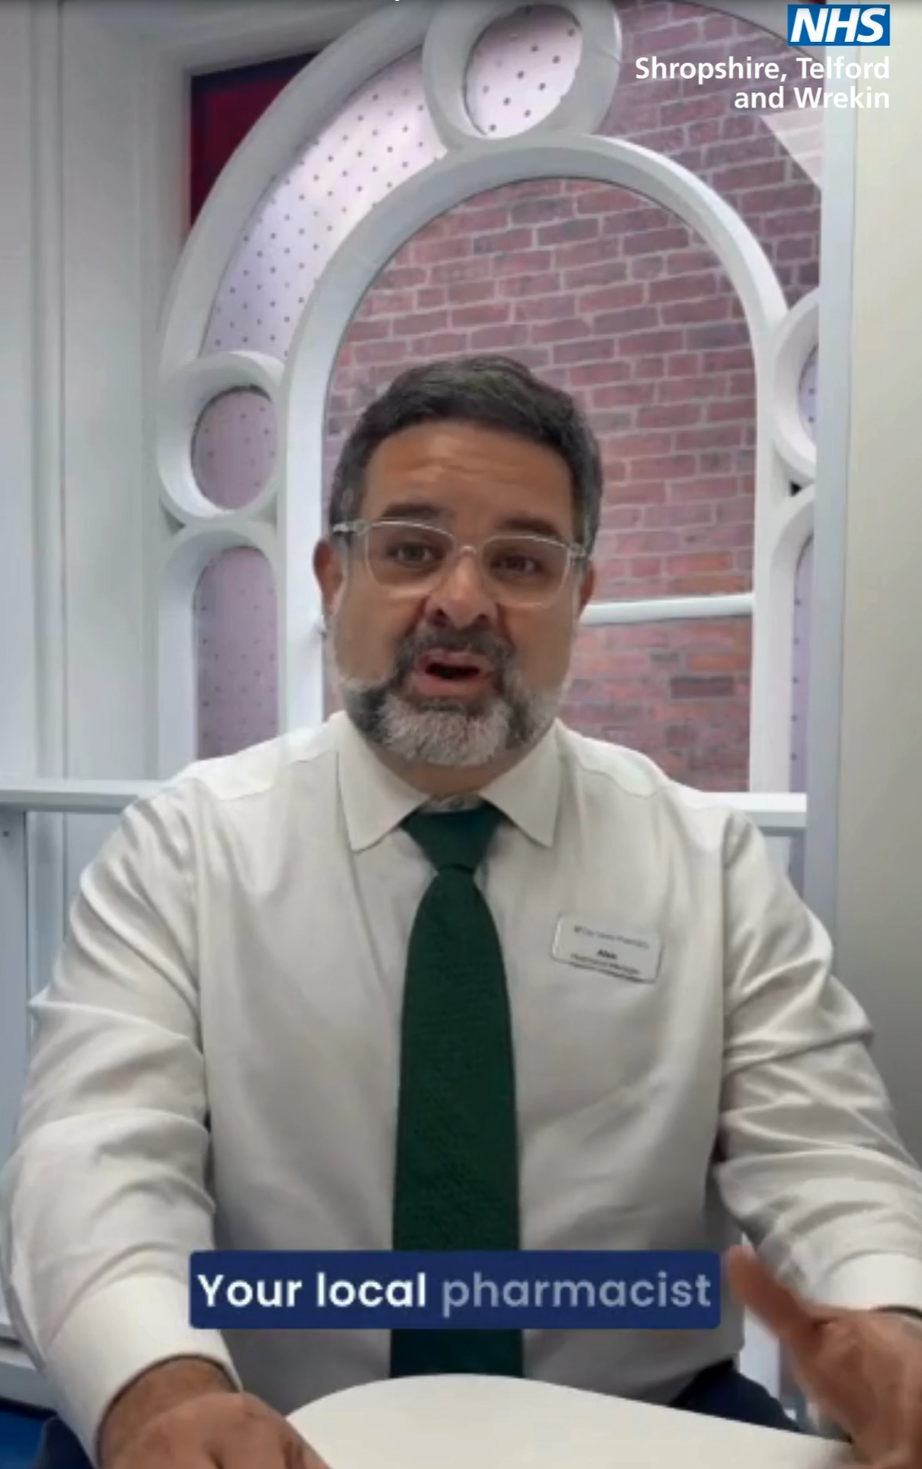 NHS
Shropshire, Telford
and Wrekin
Your local pharmacist